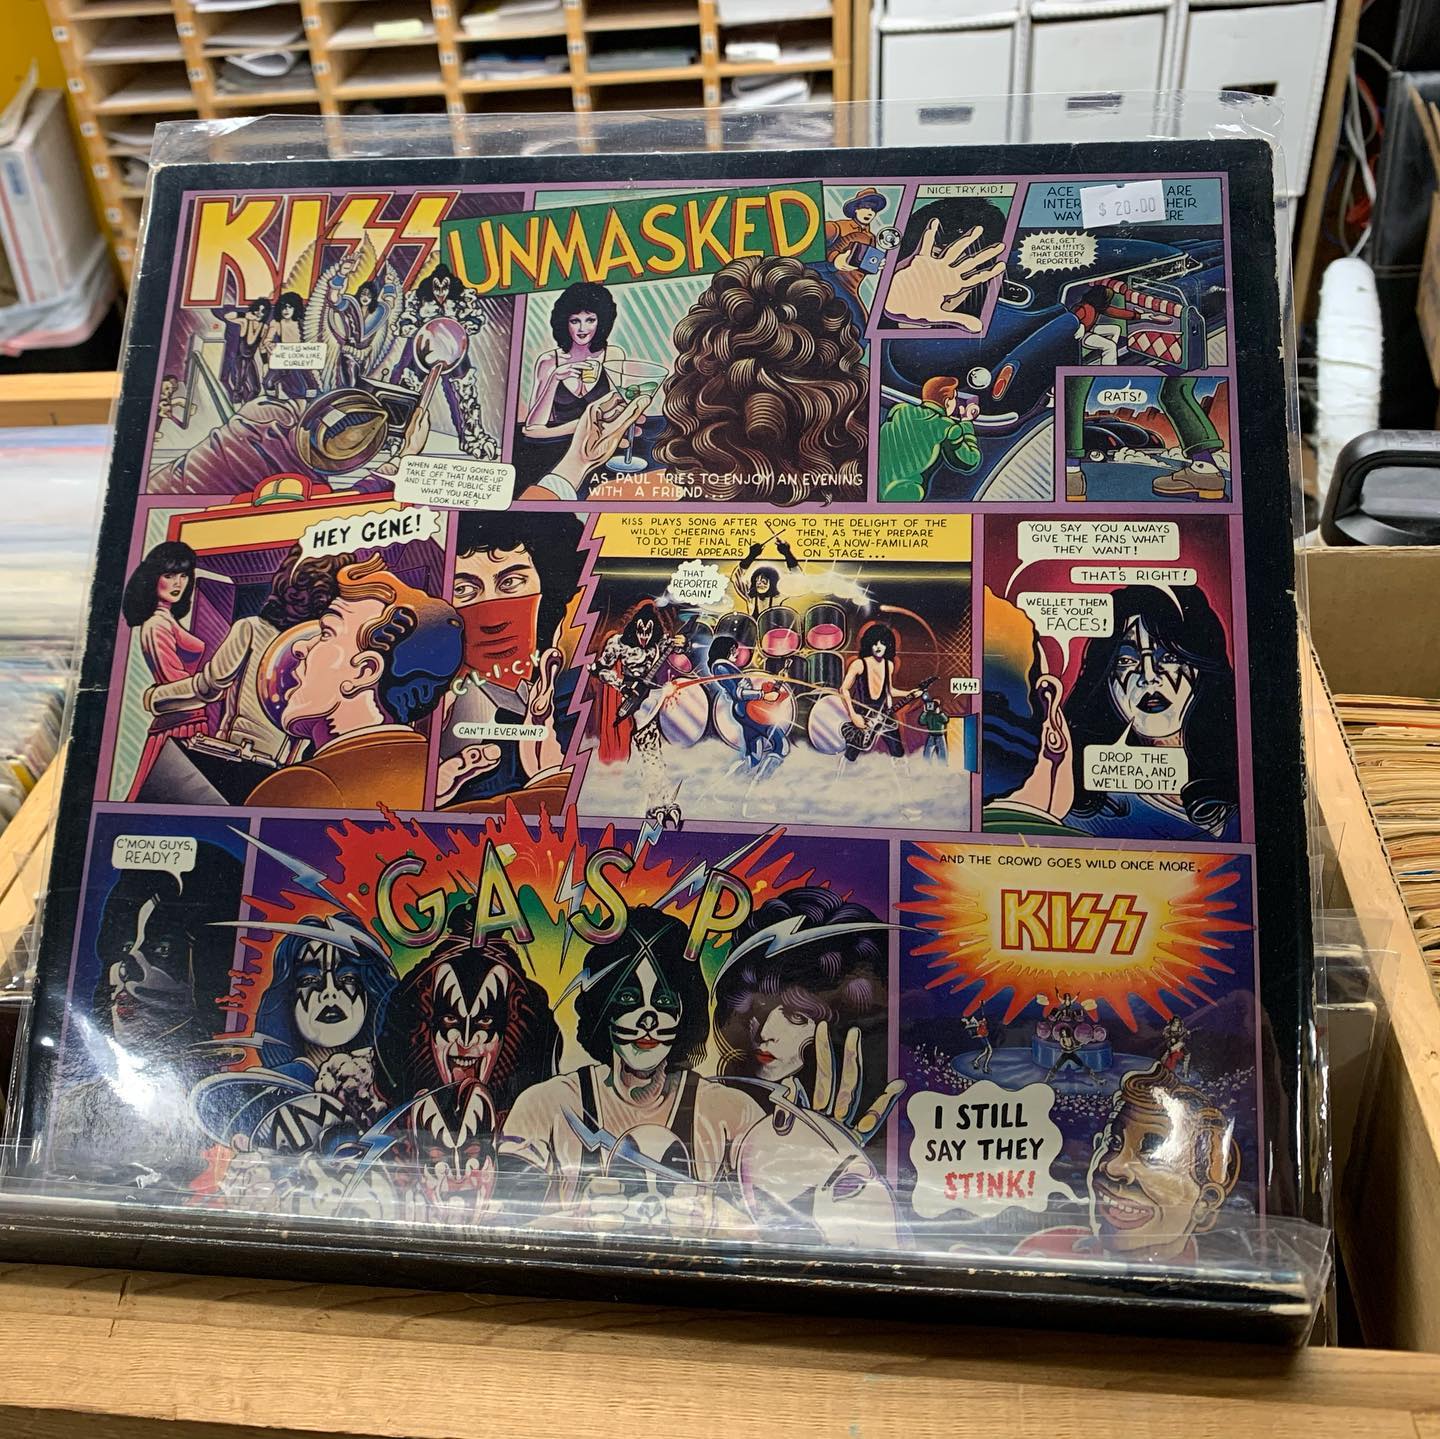 KISS
UNMASKED
THIS IS WHAT
WE LOOK LIKE,
CURLEY!
WHEN ARE YOU GOING TO
TAKE OFF THAT MAKE-UP
AND LET THE PUBLIC SEE
WHAT YOU REALLY
LOOK LIKE?
AS PAUL TRIES TO ENJOY AN EVENING
WITH A FRIEND...
NICE TRY, KID!
ACE ARE
INTER HEIR
WAY RE
$ 20.00
ACE, GET
BACK IN!!! IT'S
THAT CREEPY
REPORTER.
RATS!
HEY GENE!
C·L·I·C·K
CAN'T I EVER WIN?
KISS PLAYS SONG AFTER SONG TO THE DELIGHT OF THE
WILDLY CHEERING FANS THEN, AS THEY PREPARE
TO DO THE FINAL EN- CORE, A NOW-FAMILIAR
FIGURE APPEARS ON STAGE...
THAT
REPORTER
AGAIN!
KISS!
YOU SAY YOU ALWAYS
GIVE THE FANS WHAT
THEY WANT!
THAT'S RIGHT!
WELL, LET THEM
SEE YOUR
FACES!
DROP THE
CAMERA, AND
WE'LL DO IT!
C'MON GUYS,
READY?
GASP
AND THE CROWD GOES WILD ONCE MORE.
KISS
I STILL
SAY THEY
STINK!